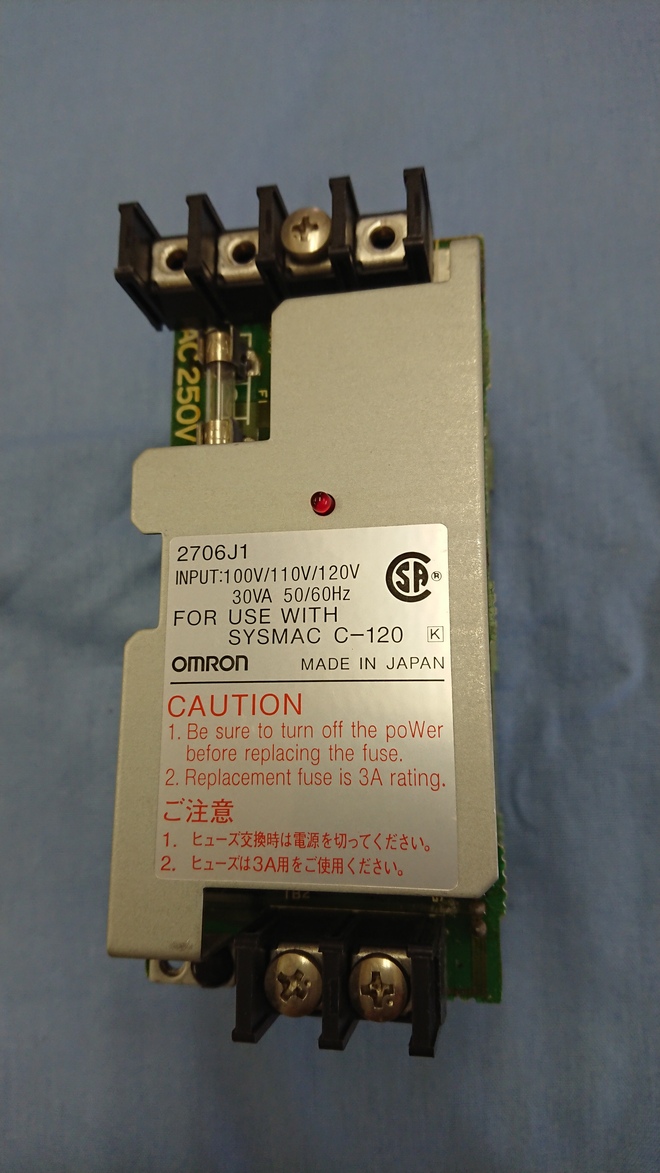 AC 250V
F1
2706J1
INPUT:100V/110V/120V
30VA 50/60Hz
SA ®
FOR USE WITH
SYSMAC C-120 K
OMRON MADE IN JAPAN
CAUTION
1. Be sure to turn off the poWer
before replacing the fuse.
2. Replacement fuse is 3A rating.
ご注意
1. ヒューズ交換時は電源を切ってください。
2. ヒューズは3A用をご使用ください。
TB2